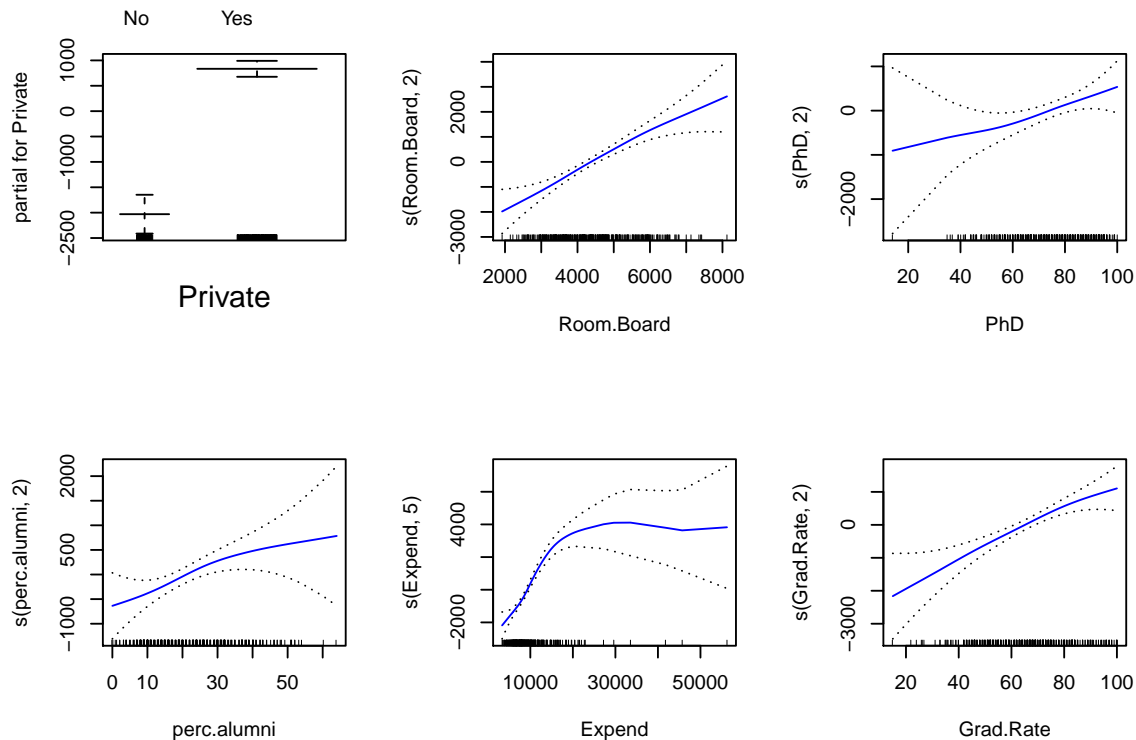 No Yes
partial for Private
1000
0
−1000
−2500
Private
s(Room.Board, 2)
2000
0
−3000
2000 4000 6000 8000
Room.Board
s(PhD, 2)
0
−2000
20 40 60 80 100
PhD
s(perc.alumni, 2)
2000
500
−1000
0 10 30 50
perc.alumni
s(Expend, 5)
4000
−2000
10000 30000 50000
Expend
s(Grad.Rate, 2)
0
−3000
20 40 60 80 100
Grad.Rate